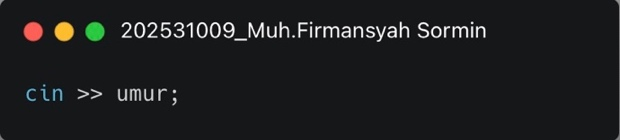 202531009_Muh.Firmansyah Sormin
cin >> umur;